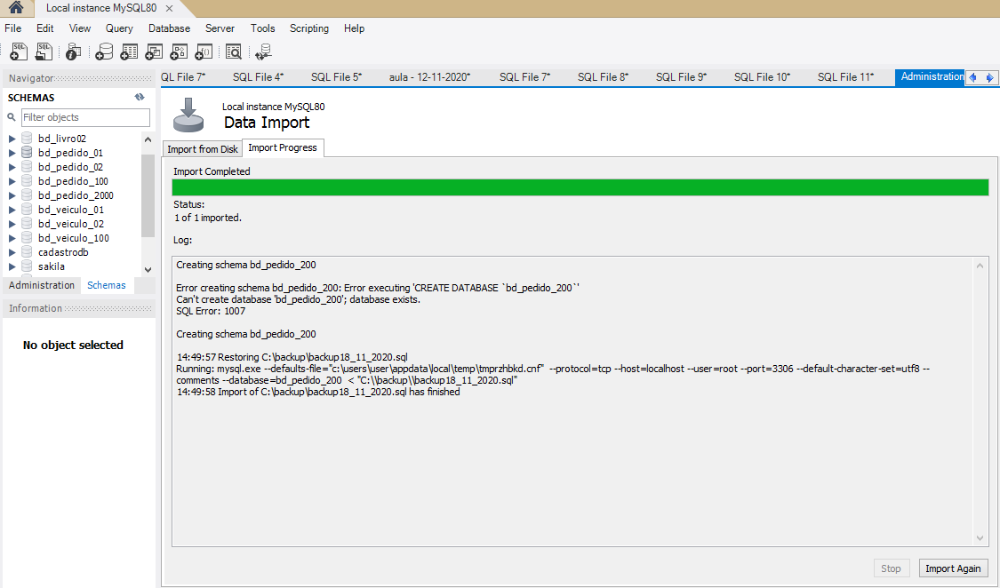 Local instance MySQL80
File Edit View Query Database Server Tools Scripting Help
Navigator
SCHEMAS
Filter objects
bd_livro02
bd_pedido_01
bd_pedido_02
bd_pedido_100
bd_pedido_2000
bd_veiculo_01
bd_veiculo_02
bd_veiculo_100
cadastrodb
sakila
Administration Schemas
Information
No object selected
QL File 7* SQL File 4* SQL File 5* aula - 12-11-2020* SQL File 7* SQL File 8* SQL File 9* SQL File 10* SQL File 11* Administration
Local instance MySQL80
Data Import
Import from Disk Import Progress
Import Completed
Status:
1 of 1 imported.
Log:
Creating schema bd_pedido_200
Error creating schema bd_pedido_200: Error executing 'CREATE DATABASE `bd_pedido_200`'
Can't create database 'bd_pedido_200'; database exists.
SQL Error: 1007
Creating schema bd_pedido_200
14:49:57 Restoring C:\backup\backup18_11_2020.sql
Running: mysql.exe --defaults-file="c:\users\user\appdata\local\temp\tmprzhbkd.cnf" --protocol=tcp --host=localhost --user=root --port=3306 --default-character-set=utf8 --
comments --database=bd_pedido_200 < "C:\\backup\\backup18_11_2020.sql"
14:49:58 Import of C:\backup\backup18_11_2020.sql has finished
Stop Import Again